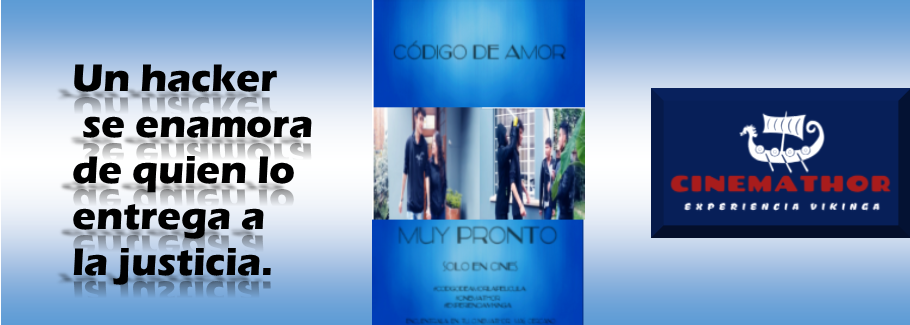 Un hacker
se enamora
de quien lo
entrega a
la justicia.
CÓDIGO DE AMOR
MUY PRONTO
SOLO EN CINES
CINEMATHOR
EXPERIENCIA VIKINGA